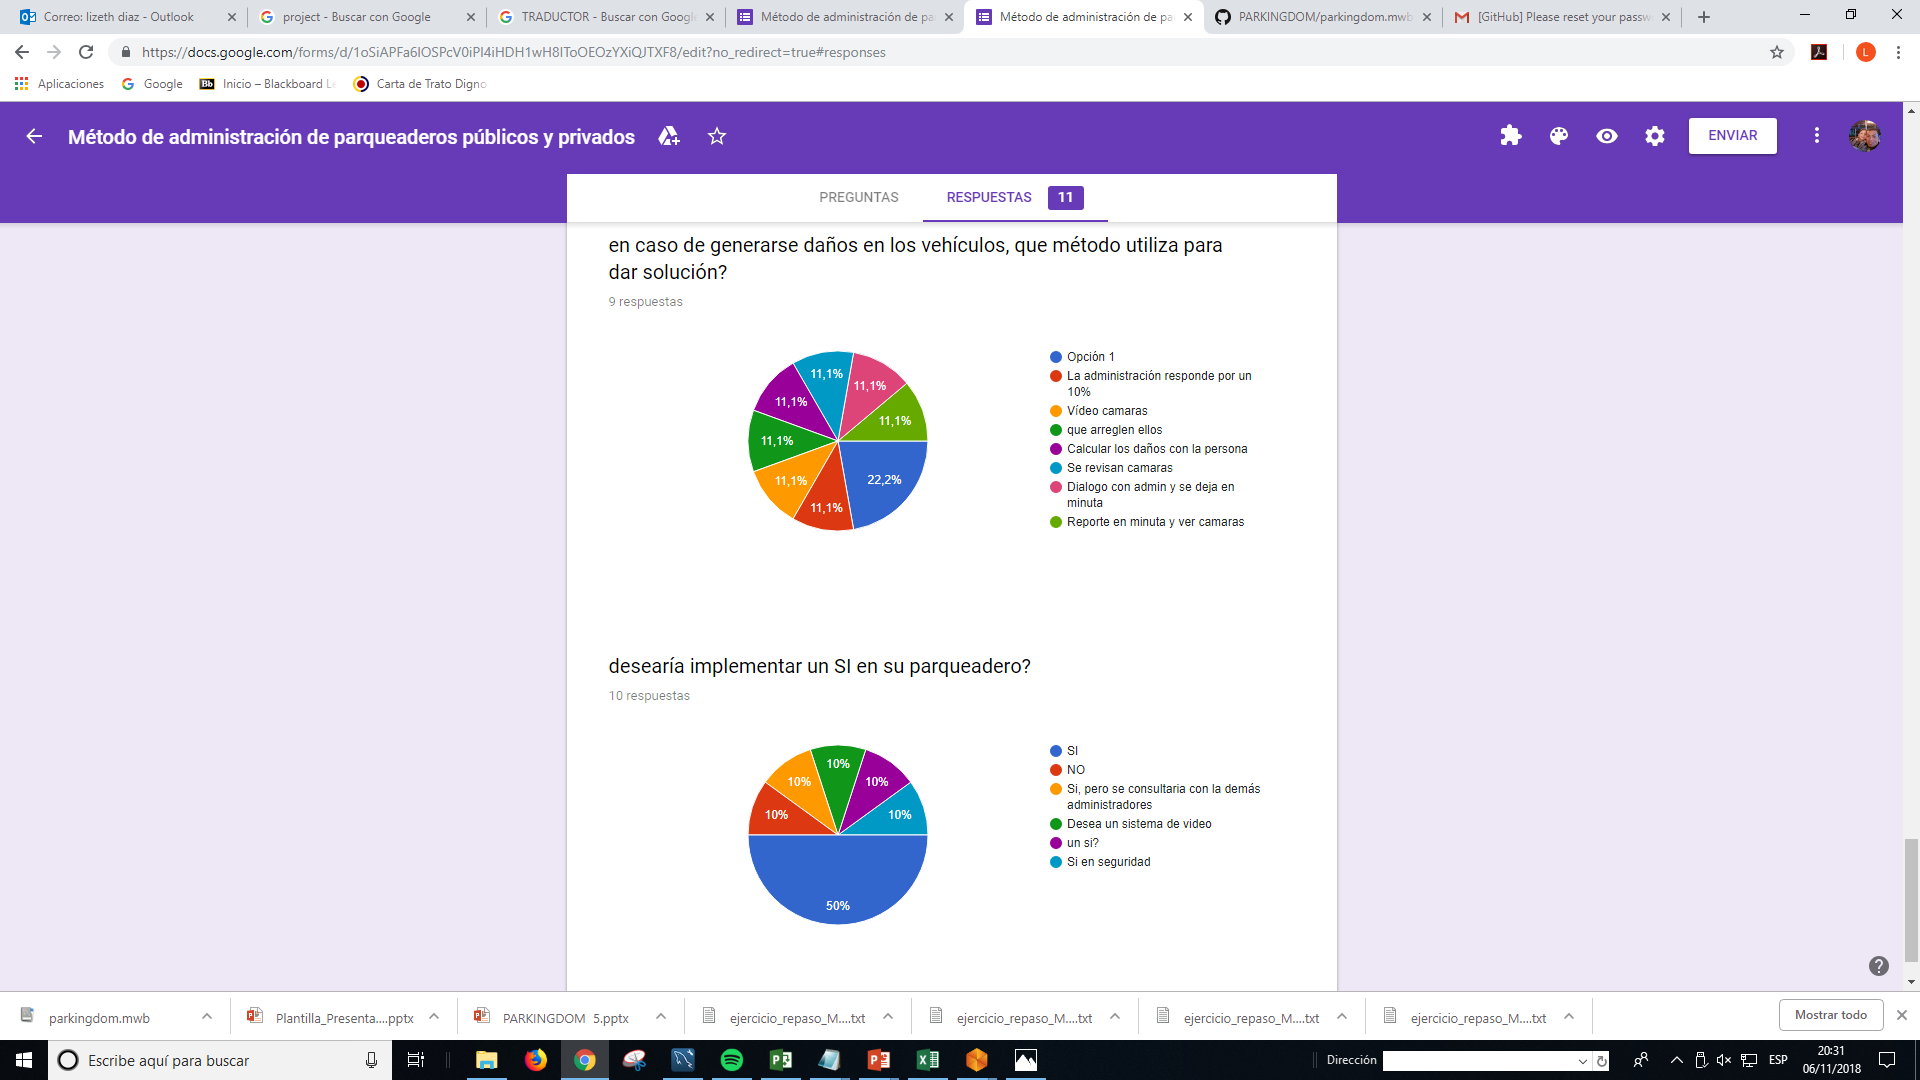 Correo: lizeth diaz - Outlook
project - Buscar con Google
TRADUCTOR - Buscar con Googl
Método de administración de pa
Método de administración de pa
PARKINGDOM/parkingdom.mwb
[GitHub] Please reset your passw
https://docs.google.com/forms/d/1oSiAPFa6IOSPcV0iPl4iHDH1wH8IToOEOzYXiQJTXF8/edit?no_redirect=true#responses
L
Aplicaciones
Google
Bb Inicio – Blackboard Le
Carta de Trato Digno
Método de administración de parqueaderos públicos y privados
ENVIAR
PREGUNTAS
RESPUESTAS 11
en caso de generarse daños en los vehículos, que método utiliza para
dar solución?
9 respuestas
11,1%
11,1%
11,1%
11,1%
11,1%
11,1%
11,1%
22,2%
Opción 1
La administración responde por un
10%
Vídeo camaras
que arreglen ellos
Calcular los daños con la persona
Se revisan camaras
Dialogo con admin y se deja en
minuta
Reporte en minuta y ver camaras
desearía implementar un SI en su parqueadero?
10 respuestas
10%
10%
10%
10%
10%
50%
SI
NO
Si, pero se consultaria con la demás
administradores
Desea un sistema de video
un si?
Si en seguridad
parkingdom.mwb
Plantilla_Presenta....pptx
PARKINGDOM 5.pptx
ejercicio_repaso_M....txt
ejercicio_repaso_M....txt
ejercicio_repaso_M....txt
ejercicio_repaso_M....txt
Mostrar todo
Escribe aquí para buscar
Dirección
ESP
20:31
06/11/2018